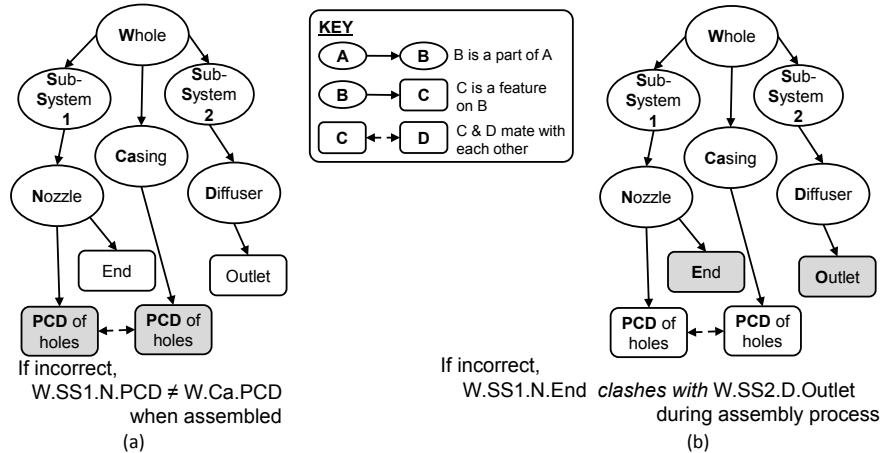 Whole
Sub-
System
1
Sub-
System
2
Casing
Nozzle
Diffuser
End
Outlet
PCD of
holes
PCD of
holes
If incorrect,
W.SS1.N.PCD ≠ W.Ca.PCD
when assembled
(a)
KEY
A
B
B is a part of A
B
C
C is a feature
on B
C
D
C & D mate with
each other
Whole
Sub-
System
1
Sub-
System
2
Casing
Nozzle
Diffuser
End
Outlet
PCD of
holes
PCD of
holes
If incorrect,
W.SS1.N.End clashes with W.SS2.D.Outlet
during assembly process
(b)